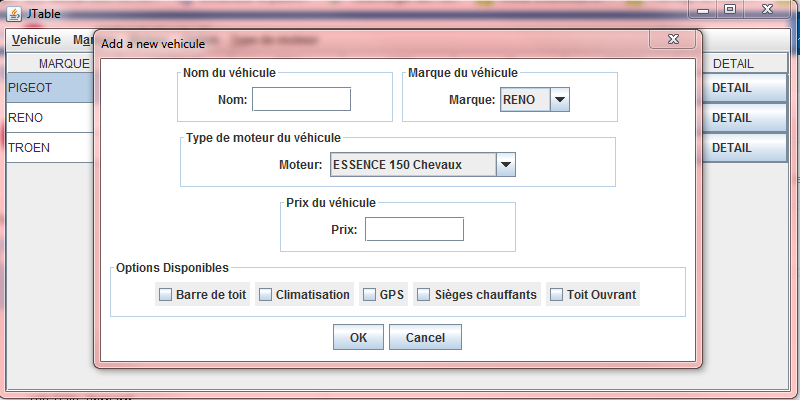 JTable
Vehicule
Add a new vehicule
MARQUE DETAIL
PIGEOT DETAIL
RENO DETAIL
TROEN DETAIL
Nom du véhicule Marque du véhicule
Nom: Marque: RENO
Type de moteur du véhicule
Moteur: ESSENCE 150 Chevaux
Prix du véhicule
Prix:
Options Disponibles
Barre de toit Climatisation GPS Sièges chauffants Toit Ouvrant
OK Cancel